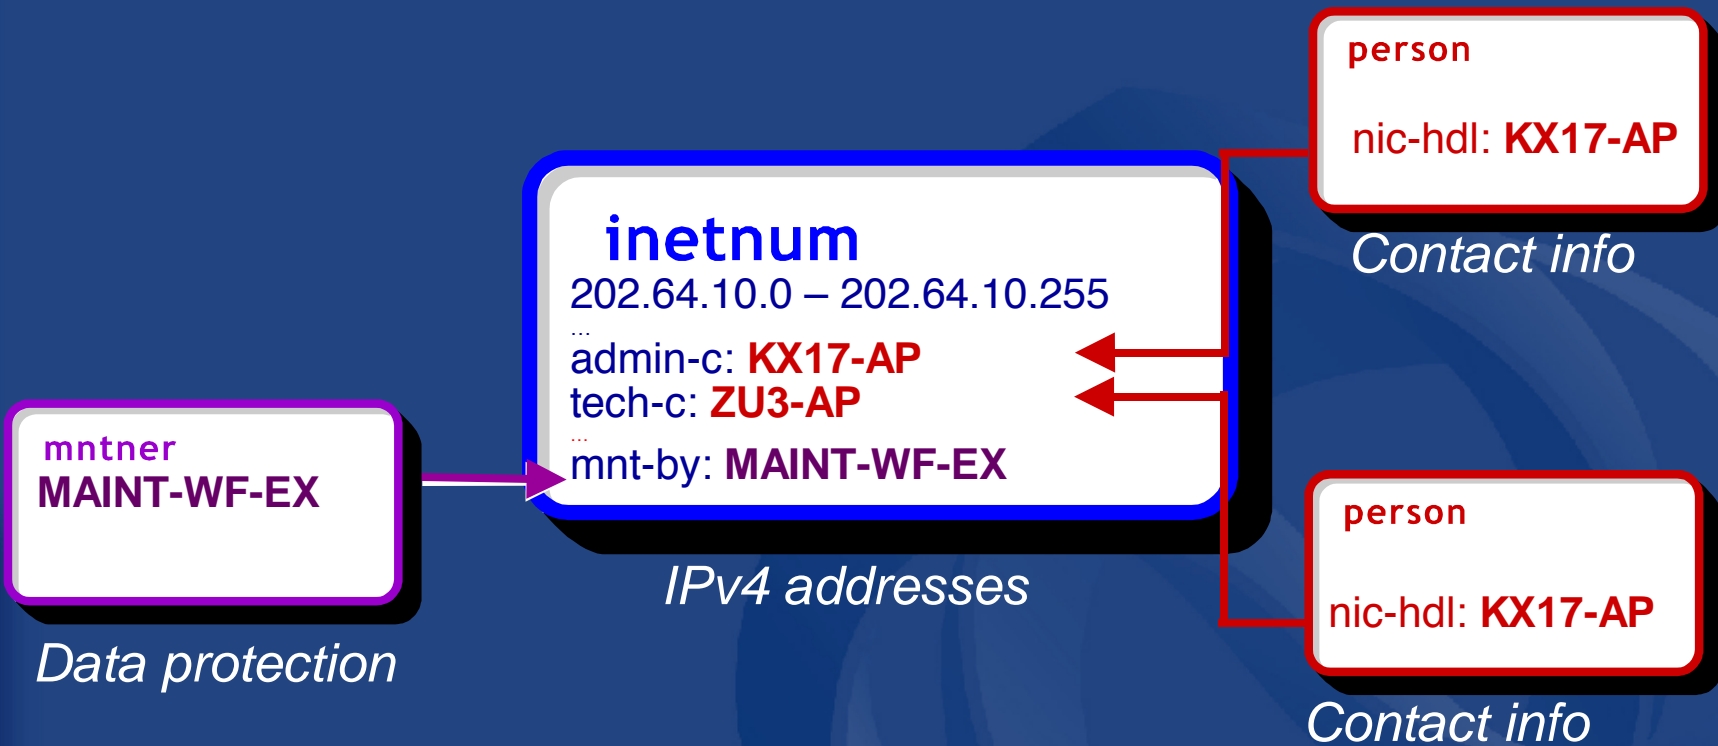 person
nic-hdl: KX17-AP
Contact info
inetnum
202.64.10.0 – 202.64.10.255
...
admin-c: KX17-AP
tech-c: ZU3-AP
...
mnt-by: MAINT-WF-EX
IPv4 addresses
mntner
MAINT-WF-EX
Data protection
person
nic-hdl: KX17-AP
Contact info